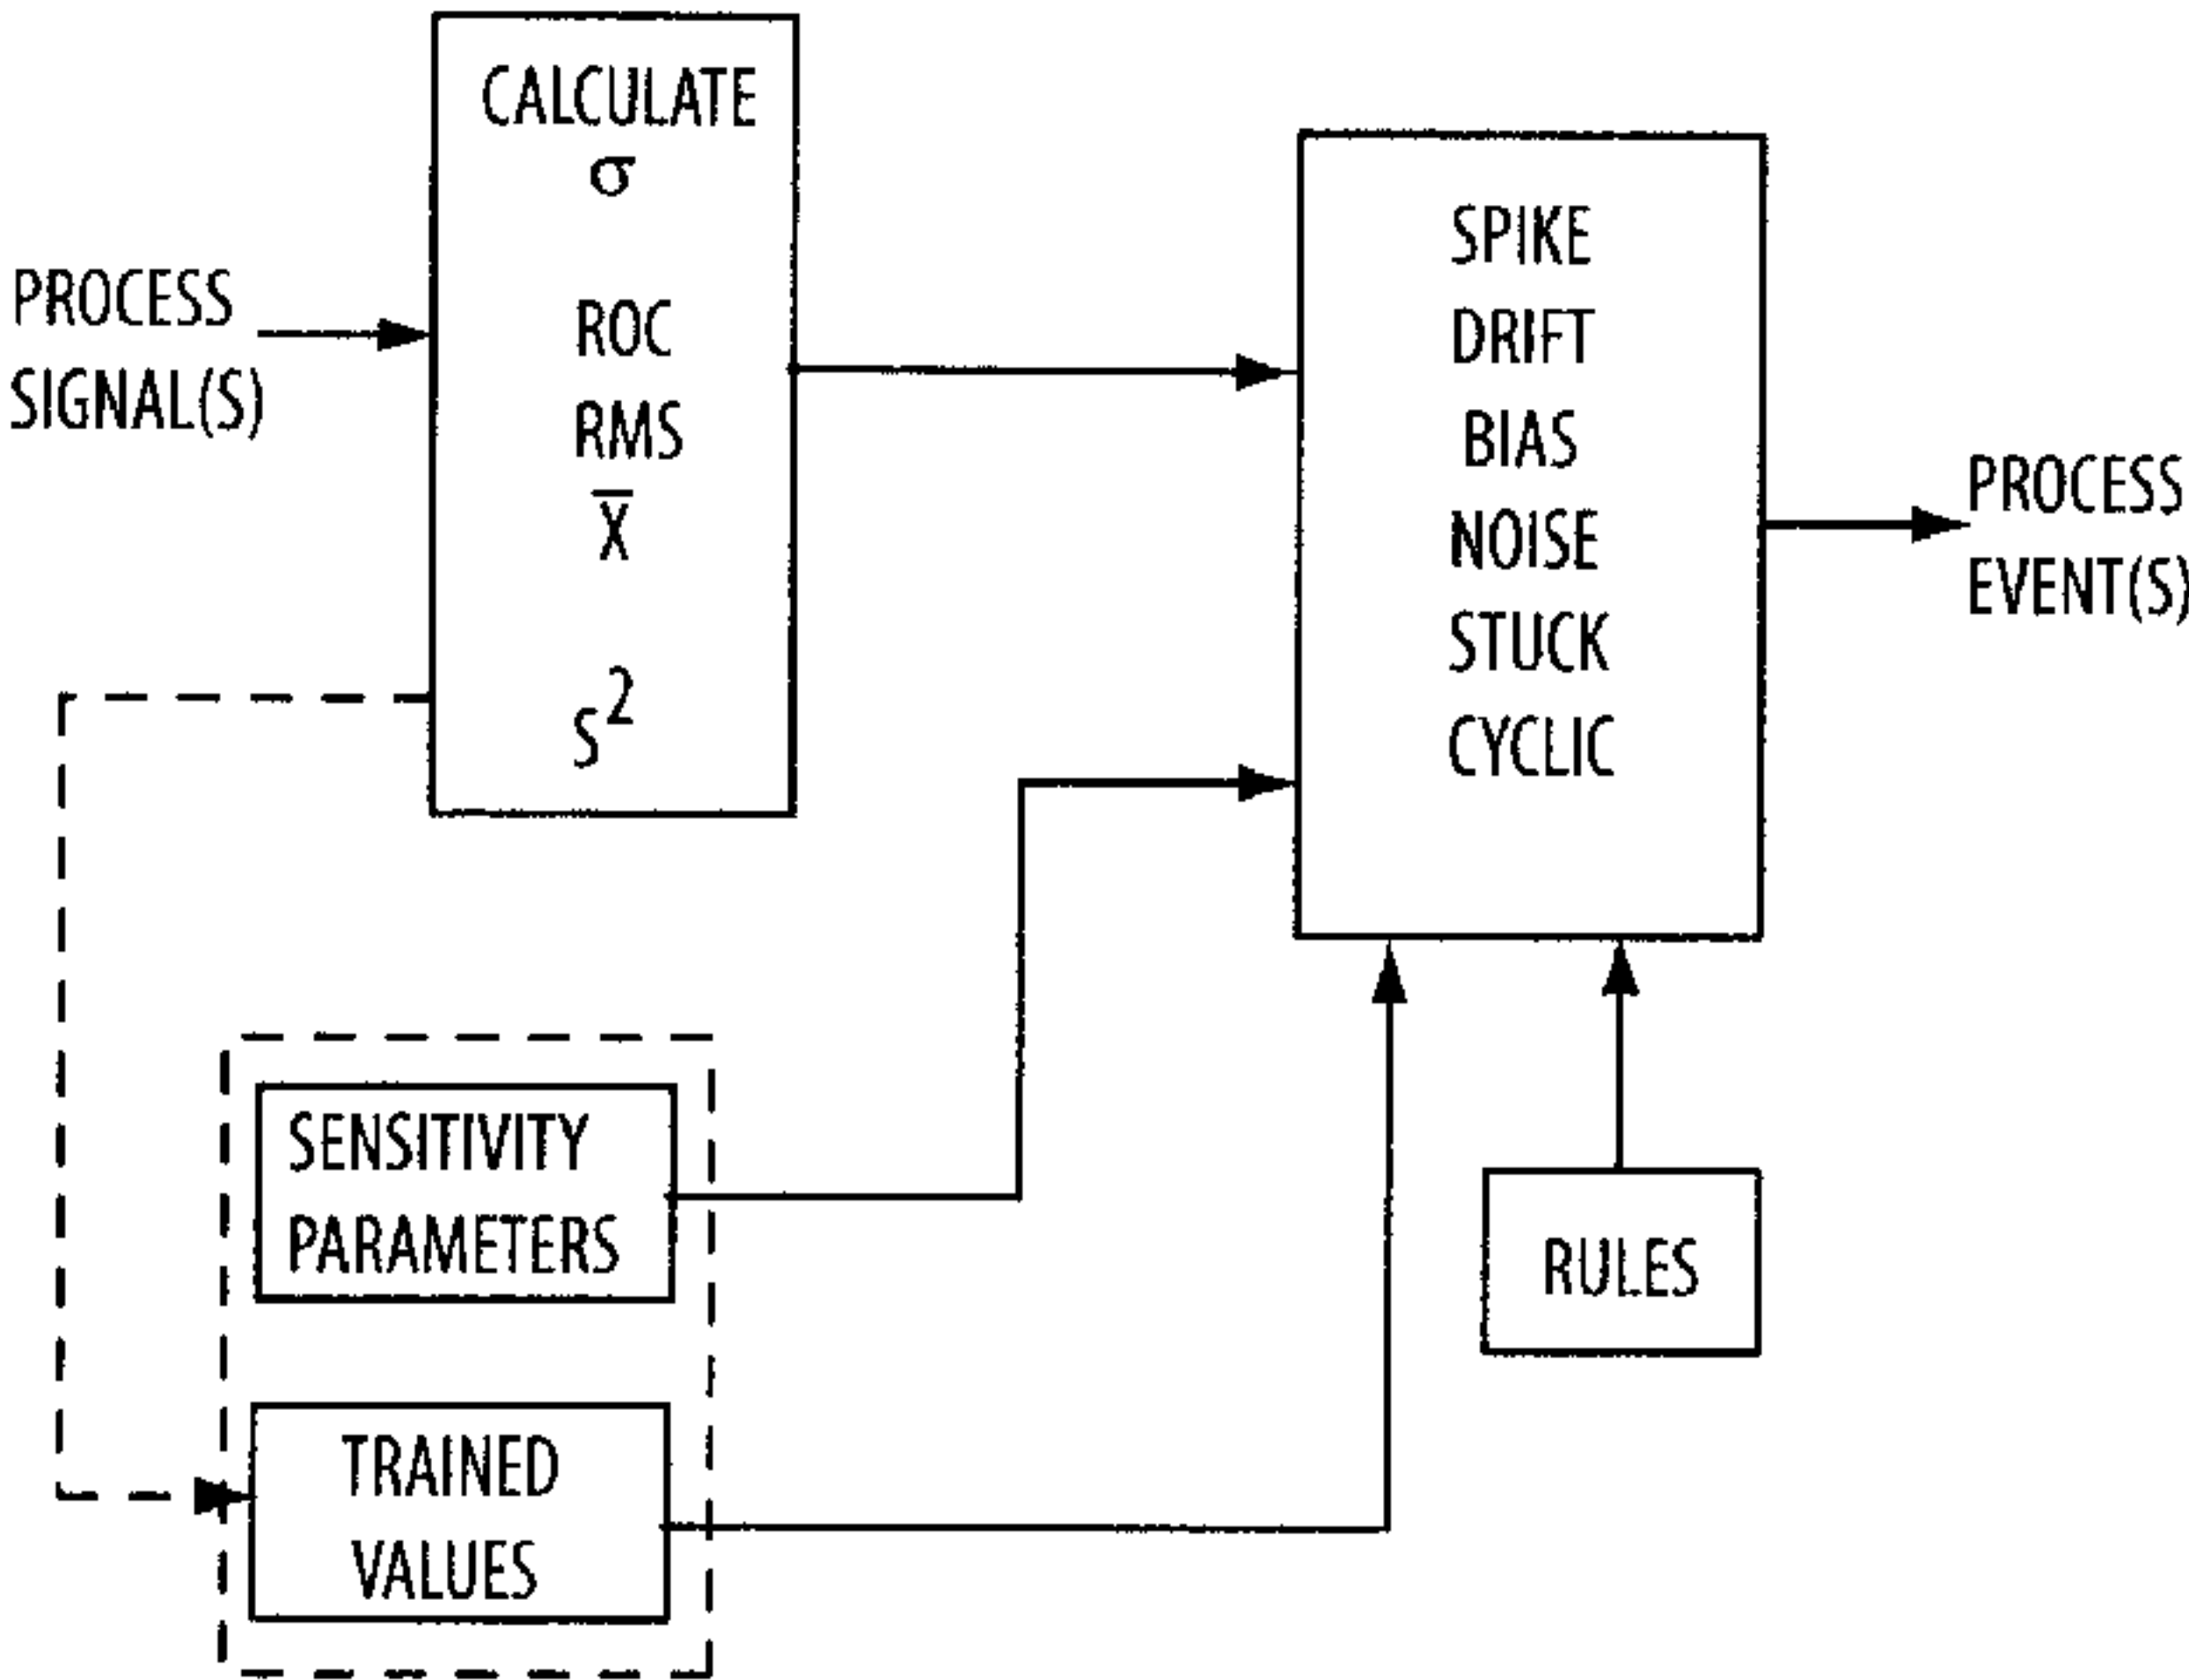 PROCESS
SIGNAL(S)
CALCULATE
σ
ROC
RMS
X̅
S²
SPIKE
DRIFT
BIAS
NOISE
STUCK
CYCLIC
PROCESS
EVENT(S)
SENSITIVITY
PARAMETERS
TRAINED
VALUES
RULES